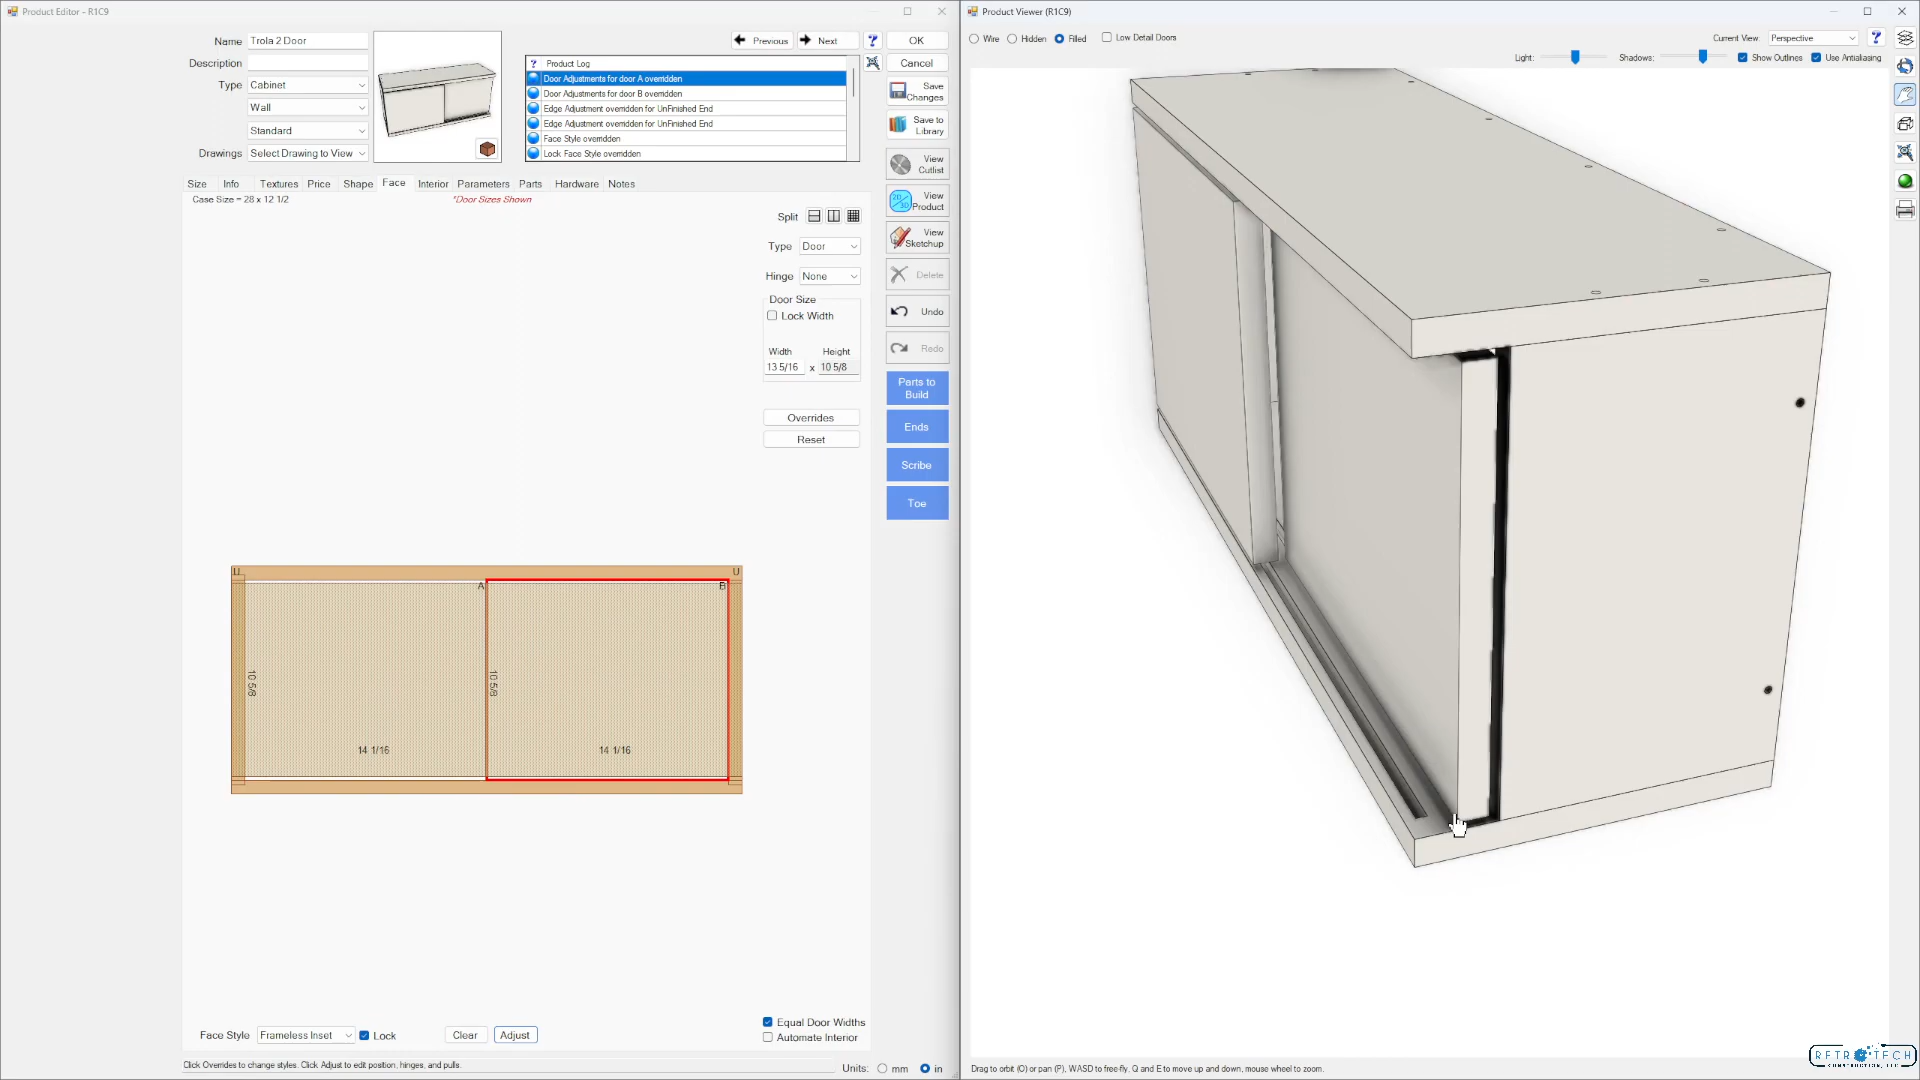 Product Editor - R1C9
Name Trola 2 Door
Description
Type Cabinet
Wall
Standard
Drawings Select Drawing to View
Previous Next ? OK
? Product Log
Door Adjustments for door A overridden
Door Adjustments for door B overridden
Edge Adjustment overridden for UnFinished End
Edge Adjustment overridden for UnFinished End
Face Style overridden
Lock Face Style overridden
Cancel
Save Changes
Save to Library
View Cutlist
2D/3D View Product
View Sketchup
Delete
Undo
Redo
Parts to Build
Ends
Scribe
Toe
Size Info Textures Price Shape Face Interior Parameters Parts Hardware Notes
Case Size = 28 x 12 1/2
*Door Sizes Shown
Split
Type Door
Hinge None
Door Size
Lock Width
Width Height
13 5/16 x 10 5/8
Overrides
Reset
U U
A B
10 5/8 10 5/8
14 1/16 14 1/16
Equal Door Widths
Automate Interior
Face Style Frameless Inset Lock Clear Adjust
Click Overrides to change styles. Click Adjust to edit position, hinges, and pulls.
Units: mm in
Product Viewer (R1C9)
Wire Hidden Filled Low Detail Doors
Current View: Perspective ?
Light: Shadows: Show Outlines Use Antialiasing
Drag to orbit (O) or pan (P), WASD to free-fly, Q and E to move up and down, mouse wheel to zoom.
RETROTECH
CONSTRUCTION, LLC